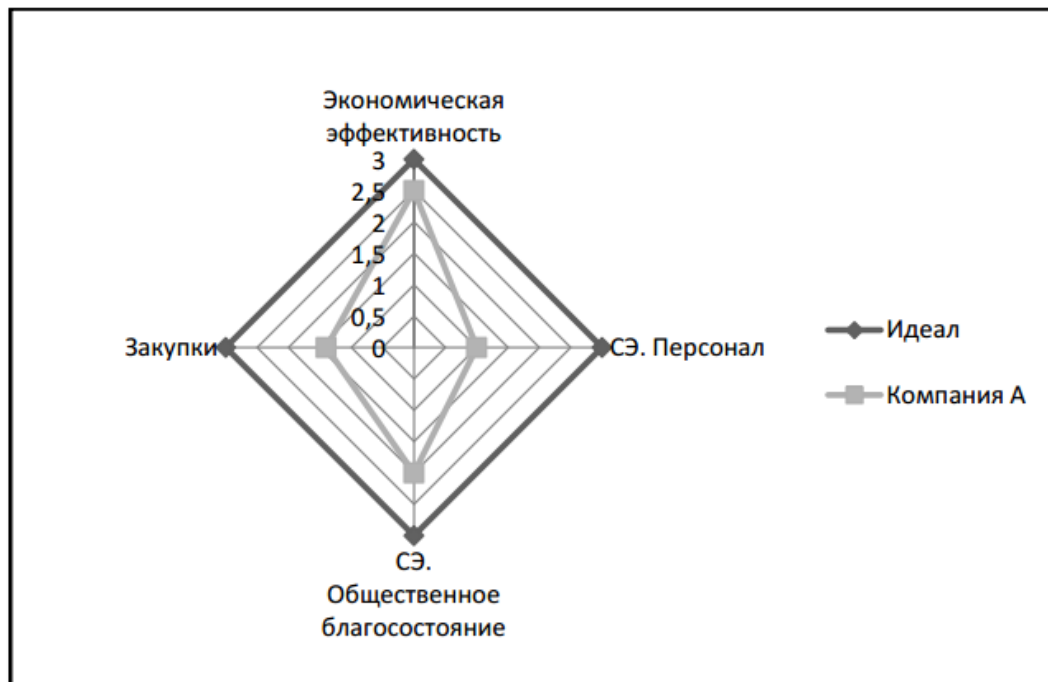 Экономическая
эффективность
3
2,5
2
1,5
1
0,5
0
Закупки
СЭ. Персонал
СЭ.
Общественное
благосостояние
Идеал
Компания А